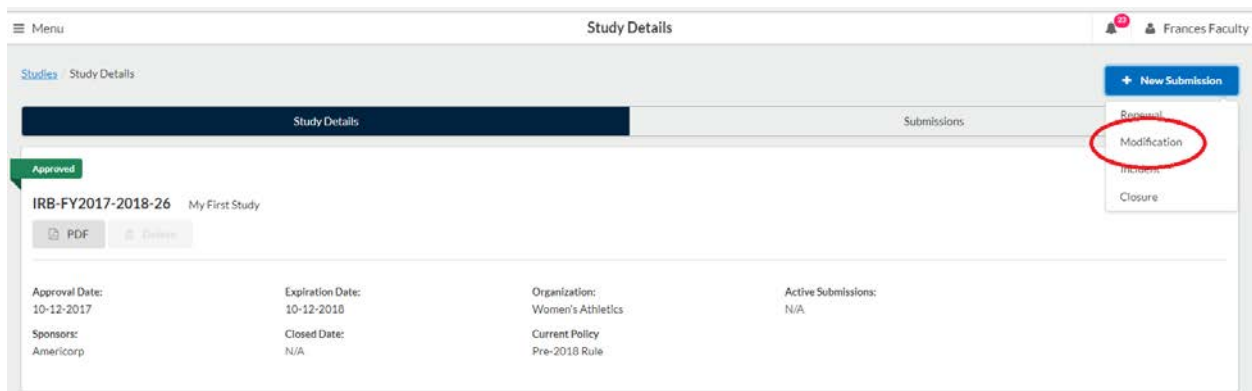 Menu
Study Details
23
Frances Faculty
Studies / Study Details
+ New Submission
Study Details
Submissions
Renewal
Modification
Incident
Closure
Approved
IRB-FY2017-2018-26 My First Study
PDF
Delete
Approval Date: Expiration Date: Organization: Active Submissions:
10-12-2017 10-12-2018 Women's Athletics N/A
Sponsors: Closed Date: Current Policy
Americorp N/A Pre-2018 Rule